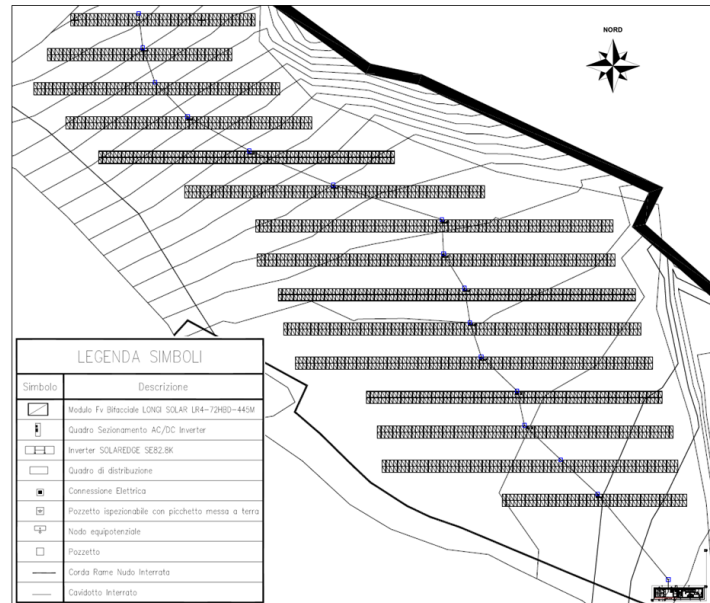 NORD
LEGENDA SIMBOLI
Simbolo Descrizione
Modulo Fv Bifacciale LONGI SOLAR LR4-72HBD-445M
Quadro Sezionamento AC/DC Inverter
Inverter SOLAREDGE SE82.8K
Quadro di distribuzione
Connessione Elettrica
Pozzetto ispezionabile con picchetto messa a terra
Nodo equipotenziale
Pozzetto
Corda Rame Nudo Interrata
Cavidotto Interrato